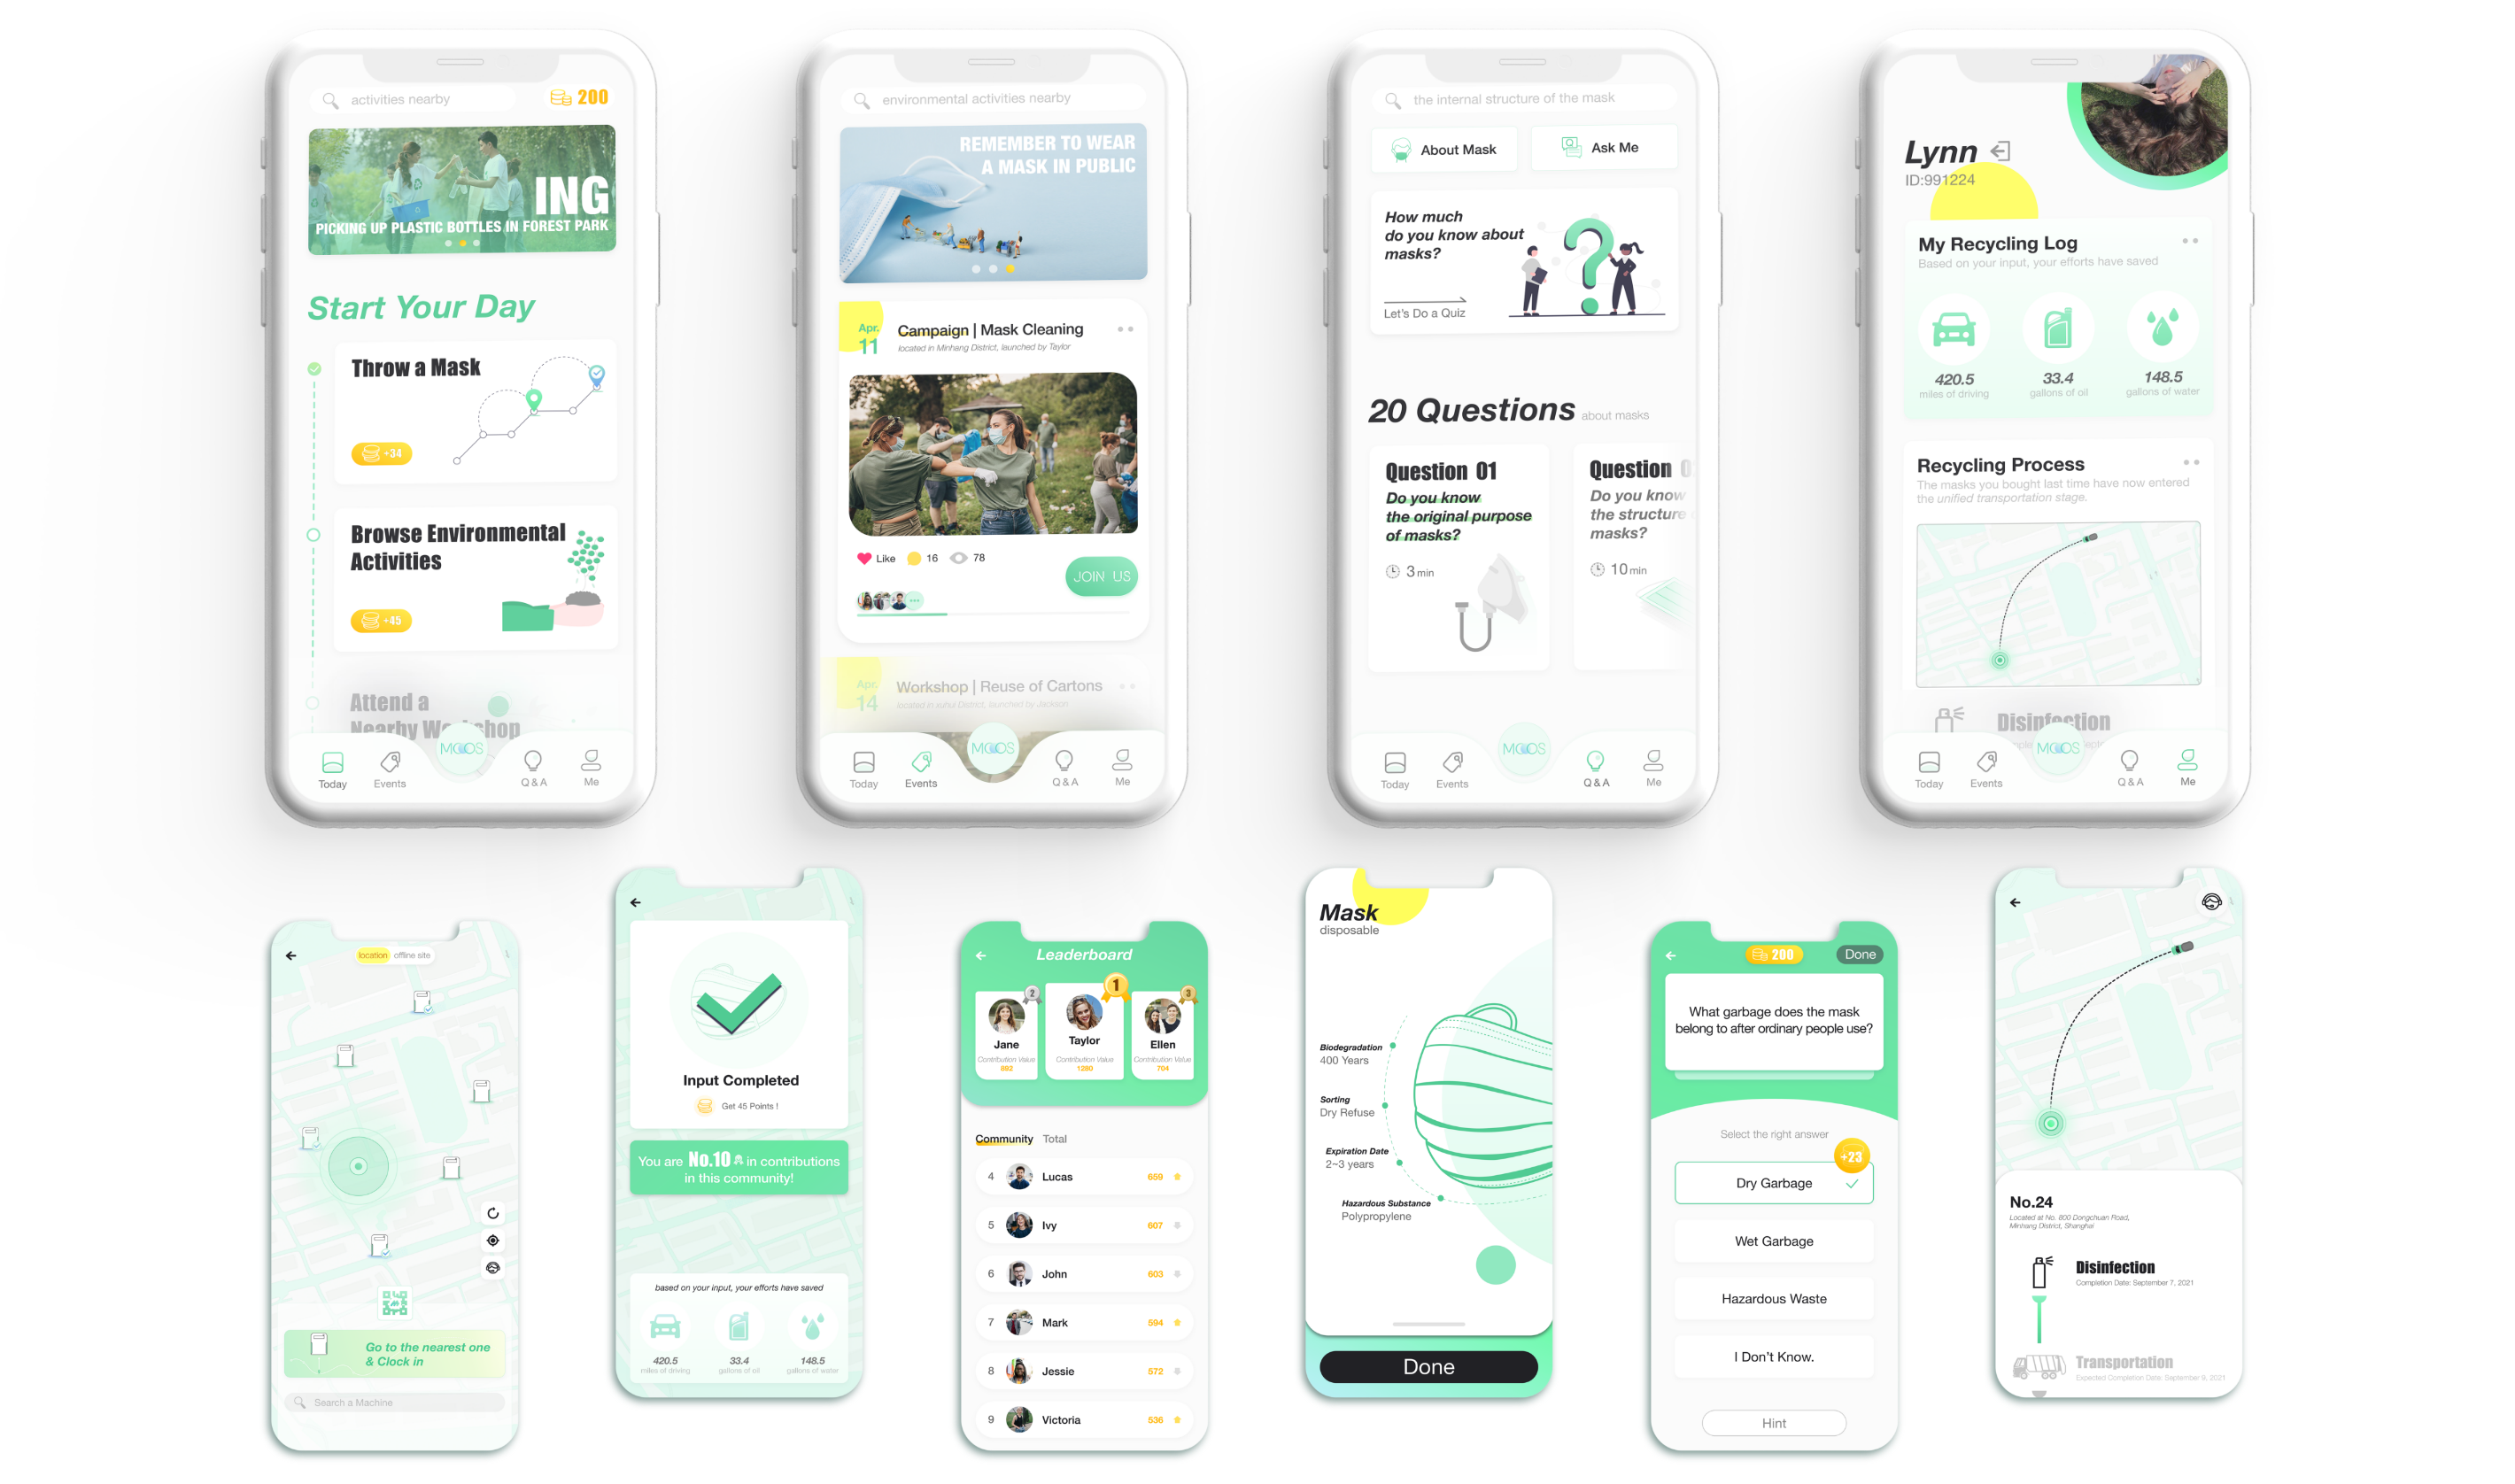 activities nearby
200
ING
PICKING UP PLASTIC BOTTLES IN FOREST PARK
Start Your Day
Throw a Mask
+34
Browse Environmental
Activities
+45
Attend a
Nearby Workshop
MOOS
Today
Events
Q & A
Me
environmental activities nearby
REMEMBER TO WEAR
A MASK IN PUBLIC
Apr.
11
Campaign | Mask Cleaning
located in Minhang District, launched by Taylor
Like
16
78
JOIN US
Apr.
14
Workshop | Reuse of Cartons
located in xuhui District, launched by Jackson
MOOS
Today
Events
Q & A
Me
the internal structure of the mask
About Mask
Ask Me
How much
do you know about
masks?
Let's Do a Quiz
20 Questions about masks
Question 01
Do you know
the original purpose
of masks?
3 min
Question 0
Do you know
the structure
masks?
10 min
MOOS
Today
Events
Q & A
Me
Lynn
ID:991224
My Recycling Log
Based on your input, your efforts have saved
420.5
miles of driving
33.4
gallons of oil
148.5
gallons of water
Recycling Process
The masks you bought last time have now entered
the unified transportation stage.
Disinfection
MOOS
Today
Events
Q & A
Me
location
offline site
Go to the nearest one
& Clock in
Search a Machine
Input Completed
Get 45 Points !
You are No.10 in contributions
in this community!
based on your input, your efforts have saved
420.5
miles of driving
33.4
gallons of oil
148.5
gallons of water
Leaderboard
2
Jane
Contribution Value
892
1
Taylor
Contribution Value
1280
3
Ellen
Contribution Value
704
Community
Total
4 Lucas 659
5 Ivy 607
6 John 603
7 Mark 594
8 Jessie 572
9 Victoria 536
Mask
disposable
Biodegradation
400 Years
Sorting
Dry Refuse
Expiration Date
2~3 years
Hazardous Substance
Polypropylene
Done
200
Done
What garbage does the mask
belong to after ordinary people use?
Select the right answer
+23
Dry Garbage
Wet Garbage
Hazardous Waste
I Don't Know.
Hint
No.24
Located at No. 800 Dongchuan Road,
Minhang District, Shanghai
Disinfection
Completion Date: September 7, 2021
Transportation
Expected Completion Date: September 9, 2021